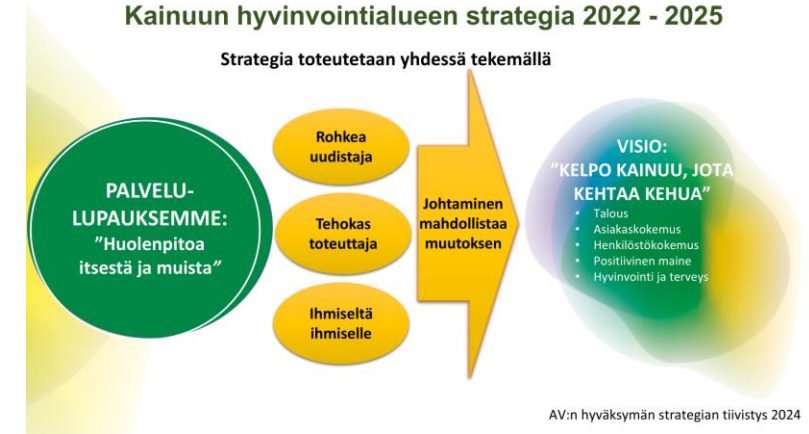 Kainuun hyvinvointialueen strategia 2022 - 2025
Strategia toteutetaan yhdessä tekemällä
PALVELU-
LUPAUKSEMME:
”Huolenpitoa
itsestä ja muista”
Rohkea
uudistaja
Tehokas
toteuttaja
Ihmiseltä
ihmiselle
Johtaminen
mahdollistaa
muutoksen
VISIO:
”KELPO KAINUU, JOTA
KEHTAA KEHUA”
• Talous
• Asiakaskokemus
• Henkilöstökokemus
• Positiivinen maine
• Hyvinvointi ja terveys
AV:n hyväksymän strategian tiivistys 2024